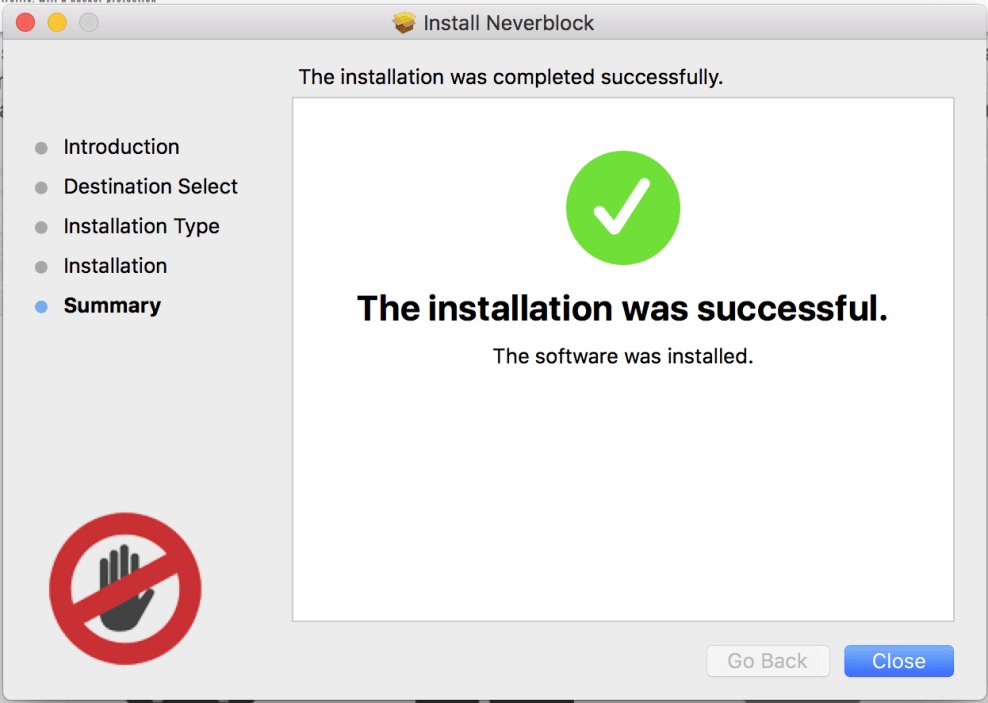 Install Neverblock
The installation was completed successfully.
Introduction
Destination Select
Installation Type
Installation
Summary
The installation was successful.
The software was installed.
Go Back
Close